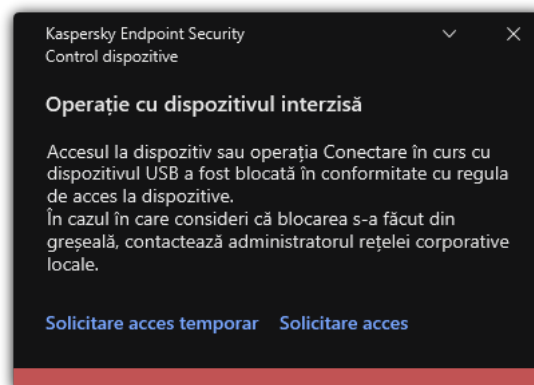 Kaspersky Endpoint Security
Control dispozitive
Operație cu dispozitivul interzisă
Accesul la dispozitiv sau operația Conectare în curs cu
dispozitivul USB a fost blocată în conformitate cu regula
de acces la dispozitive.
În cazul în care consideri că blocarea s-a făcut din
greșeală, contactează administratorul rețelei corporative
locale.
Solicitare acces temporar Solicitare acces